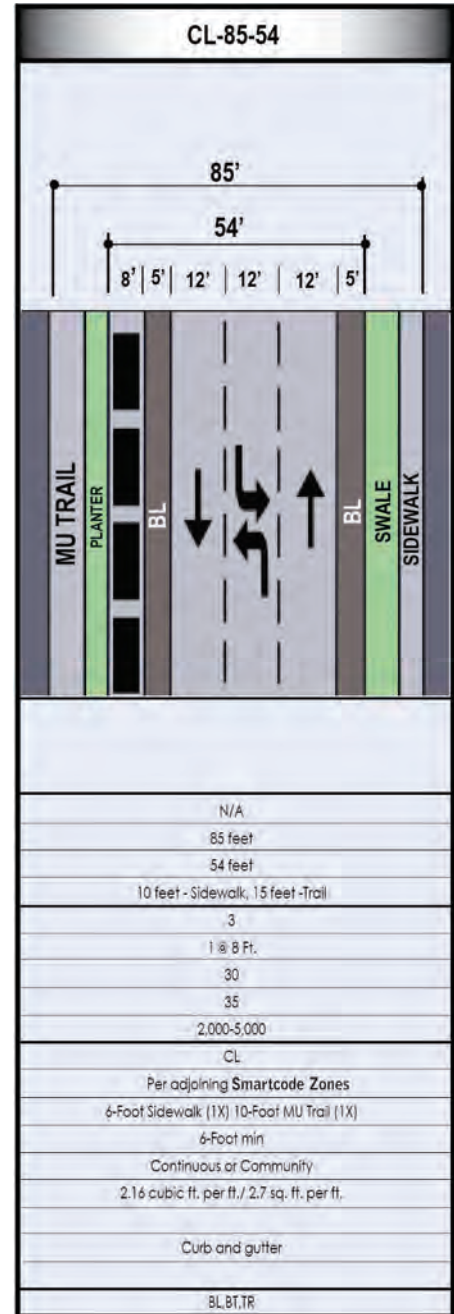 CL-85-54
85’
54’
8’ 5’ 12’ 12’ 12’ 5’
MU TRAIL
PLANTER
BL
BL
SWALE
SIDEWALK
N/A
85 feet
54 feet
10 feet - Sidewalk, 15 feet -Trail
3
1 @ 8 Ft.
30
35
2,000-5,000
CL
Per adjoining Smartcode Zones
6-Foot Sidewalk (1X) 10-Foot MU Trail (1X)
6-Foot min
Continuous or Community
2.16 cubic ft. per ft./ 2.7 sq. ft. per ft.
Curb and gutter
BL,BT,TR